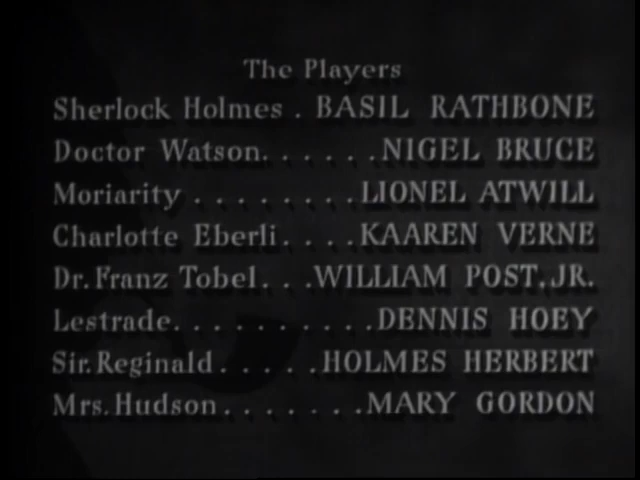 The Players
Sherlock Holmes . BASIL RATHBONE
Doctor Watson. . . . . . .NIGEL BRUCE
Moriarity . . . . . . . . .LIONEL ATWILL
Charlotte Eberli. . . .KAAREN VERNE
Dr. Franz Tobel. . .WILLIAM POST, JR.
Lestrade. . . . . . . . . . .DENNIS HOEY
Sir. Reginald . . . . .HOLMES HERBERT
Mrs. Hudson. . . . . . .MARY GORDON